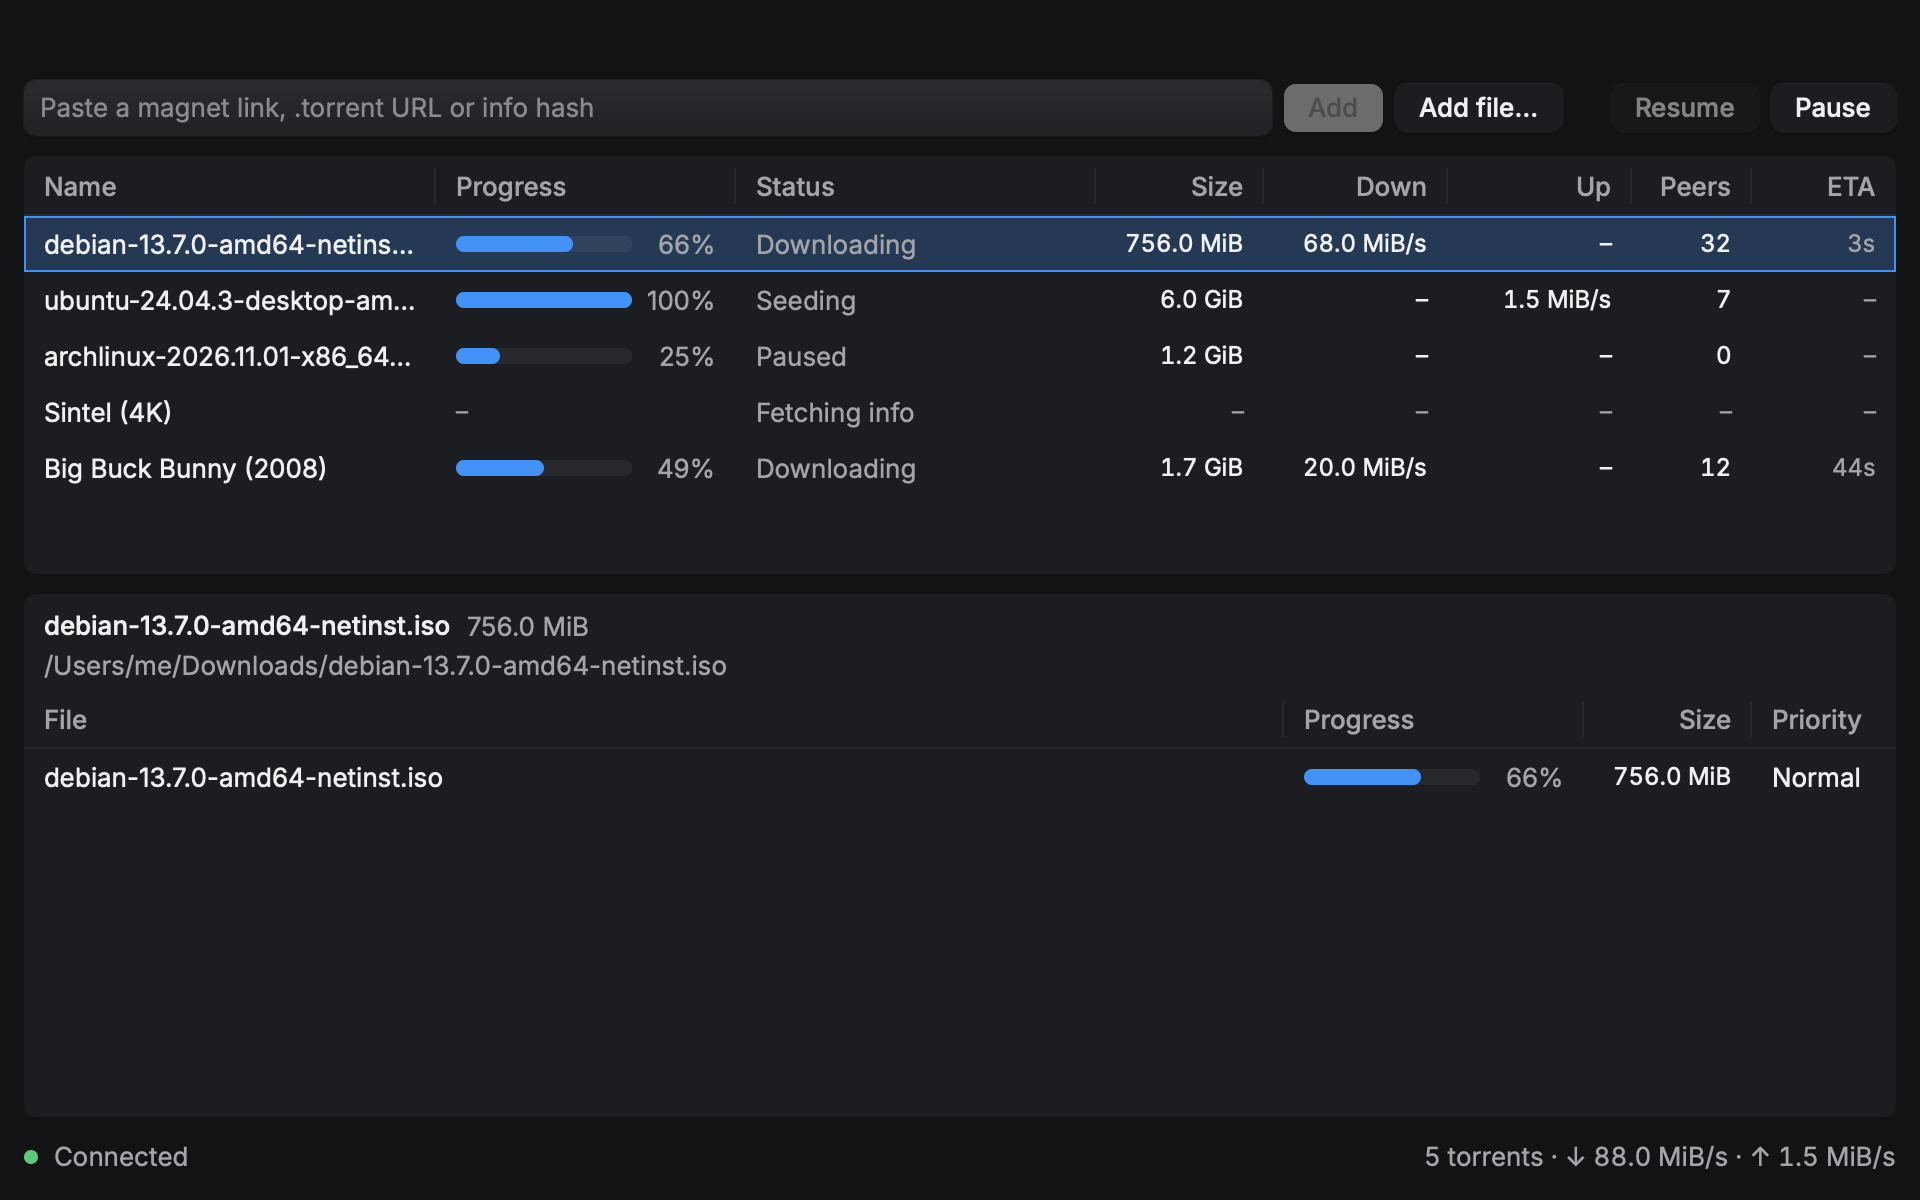 Paste a magnet link, .torrent URL or info hash Add Add file... Resume Pause
Name Progress Status Size Down Up Peers ETA
debian-13.7.0-amd64-netins... 66% Downloading 756.0 MiB 68.0 MiB/s – 32 3s
ubuntu-24.04.3-desktop-am... 100% Seeding 6.0 GiB – 1.5 MiB/s 7 –
archlinux-2026.11.01-x86_64... 25% Paused 1.2 GiB – – 0 –
Sintel (4K) – Fetching info – – – – –
Big Buck Bunny (2008) 49% Downloading 1.7 GiB 20.0 MiB/s – 12 44s
debian-13.7.0-amd64-netinst.iso 756.0 MiB
/Users/me/Downloads/debian-13.7.0-amd64-netinst.iso
File Progress Size Priority
debian-13.7.0-amd64-netinst.iso 66% 756.0 MiB Normal
Connected 5 torrents · ↓ 88.0 MiB/s · ↑ 1.5 MiB/s